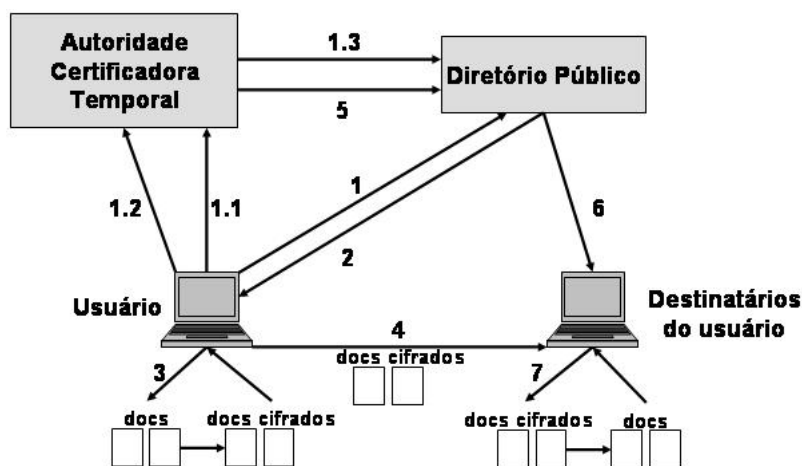 Autoridade
Certificadora
Temporal
1.3
5
Diretório Público
1.2
1.1
1
2
6
Usuário
Destinatários
do usuário
4
docs cifrados
3
7
docs
docs cifrados
docs cifrados
docs